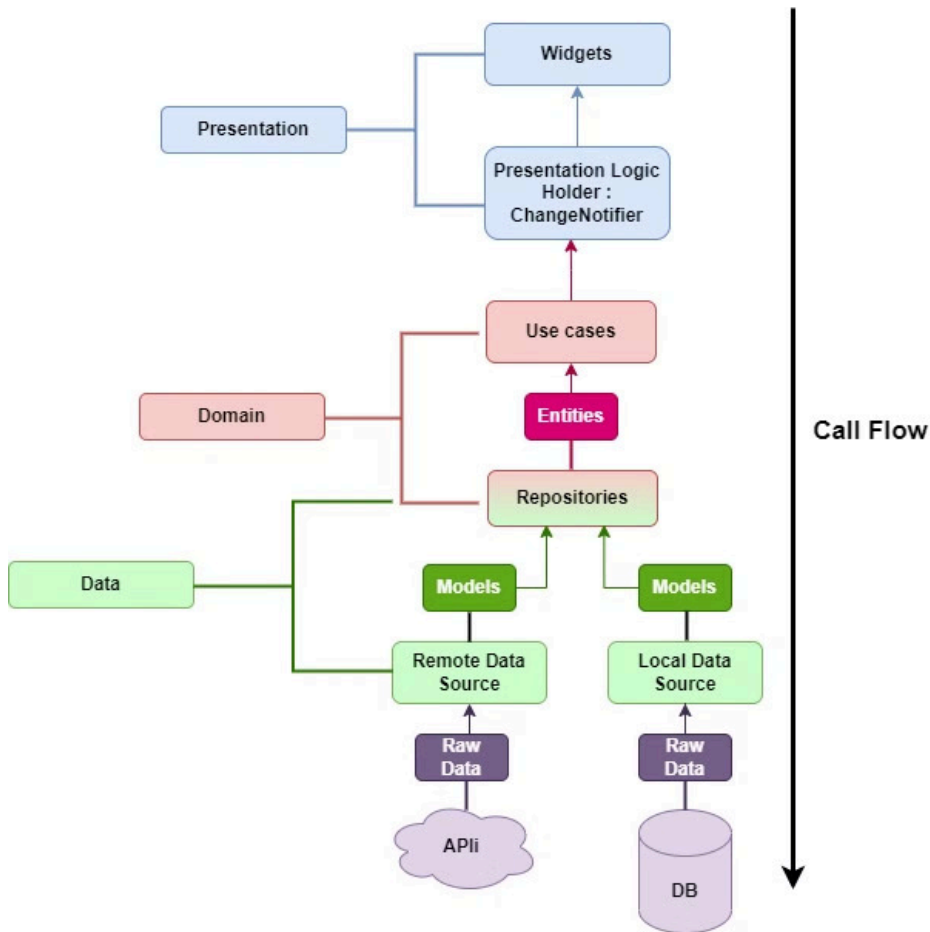 Widgets
Presentation
Presentation Logic
Holder :
ChangeNotifier
Use cases
Domain
Entities
Call Flow
Repositories
Data
Models
Models
Remote Data
Source
Local Data
Source
Raw
Data
Raw
Data
APIi
DB